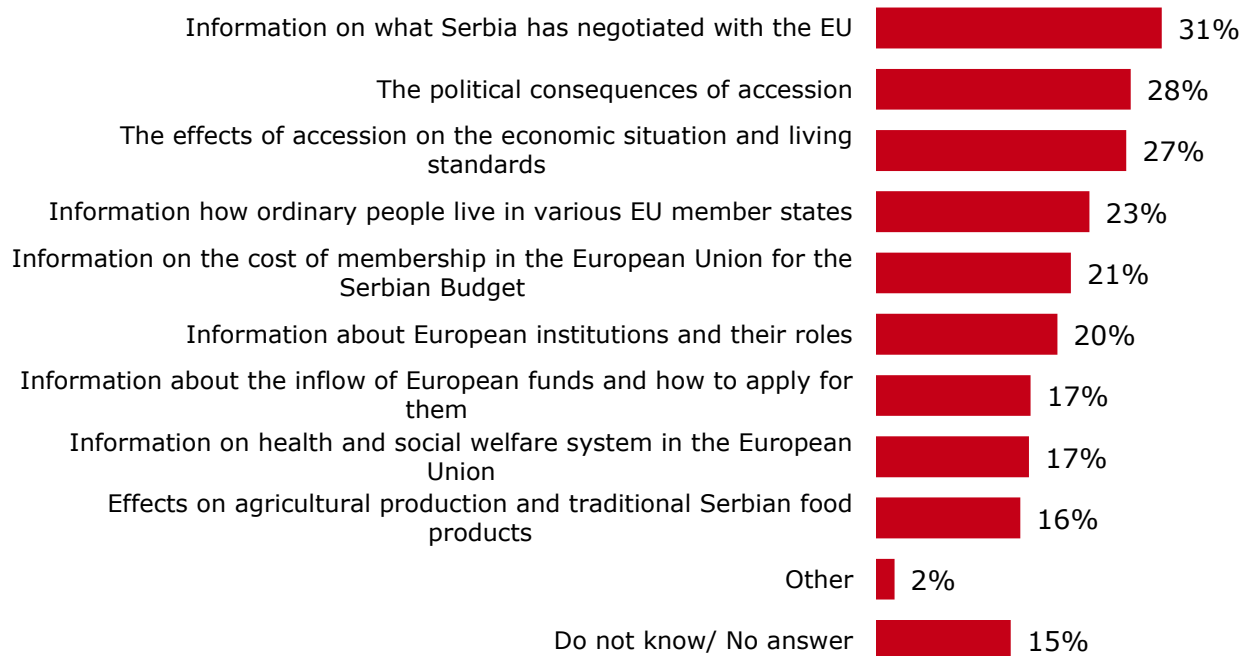 Information on what Serbia has negotiated with the EU 31%
The political consequences of accession 28%
The effects of accession on the economic situation and living
standards 27%
Information how ordinary people live in various EU member states 23%
Information on the cost of membership in the European Union for the
Serbian Budget 21%
Information about European institutions and their roles 20%
Information about the inflow of European funds and how to apply for
them 17%
Information on health and social welfare system in the European
Union 17%
Effects on agricultural production and traditional Serbian food
products 16%
Other 2%
Do not know/ No answer 15%